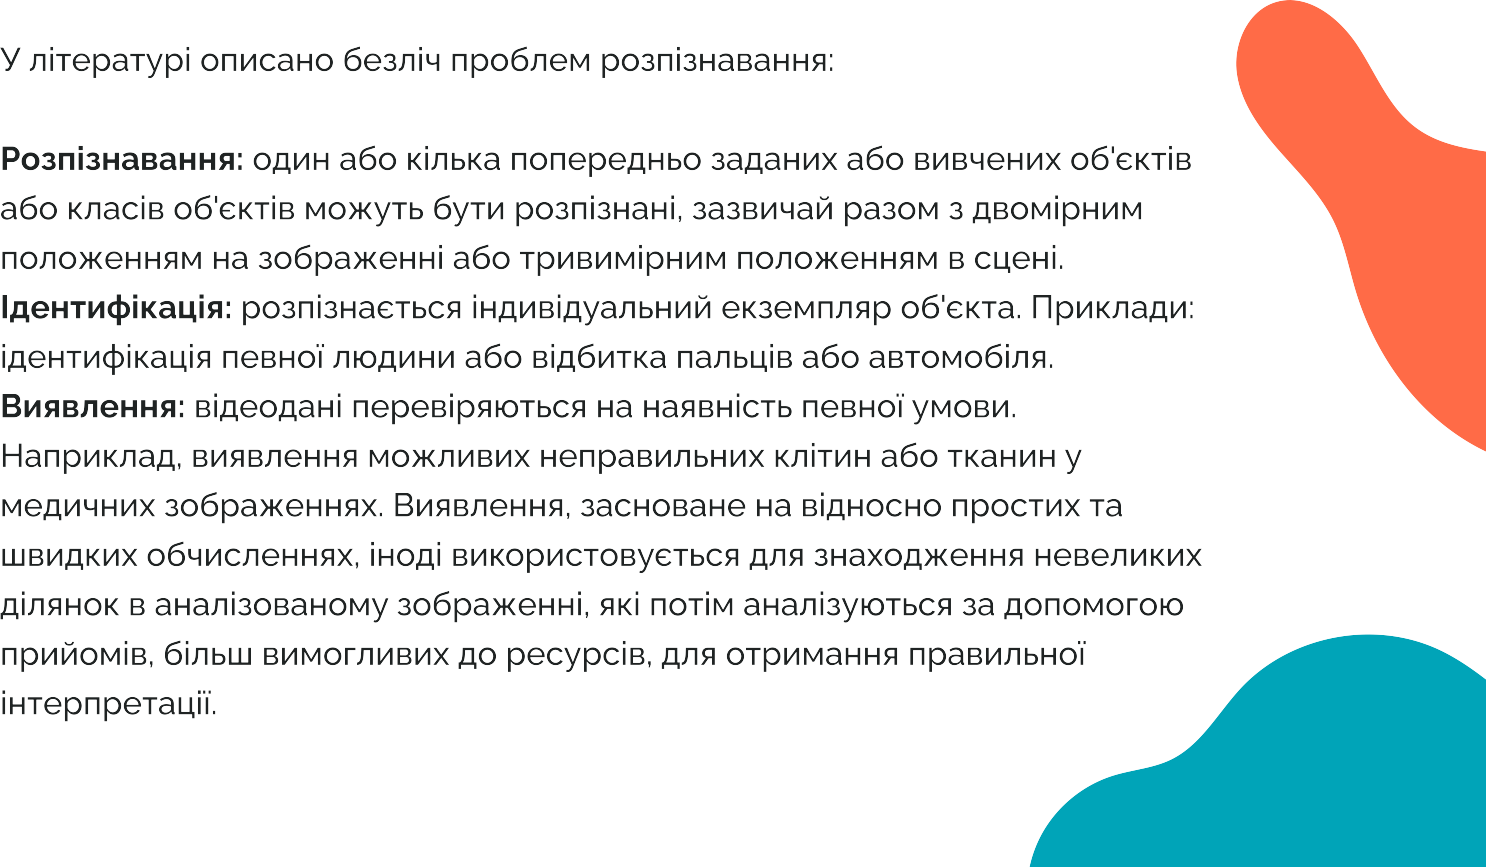 У літературі описано безліч проблем розпізнавання:
Розпізнавання: один або кілька попередньо заданих або вивчених об'єктів
або класів об'єктів можуть бути розпізнані, зазвичай разом з двомірним
положенням на зображенні або тривимірним положенням в сцені.
Ідентифікація: розпізнається індивідуальний екземпляр об'єкта. Приклади:
ідентифікація певної людини або відбитка пальців або автомобіля.
Виявлення: відеодані перевіряються на наявність певної умови.
Наприклад, виявлення можливих неправильних клітин або тканин у
медичних зображеннях. Виявлення, засноване на відносно простих та
швидких обчисленнях, іноді використовується для знаходження невеликих
ділянок в аналізованому зображенні, які потім аналізуються за допомогою
прийомів, більш вимогливих до ресурсів, для отримання правильної
інтерпретації.